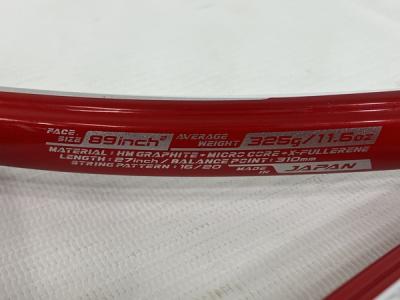 FACE SIZE 89inch² AVERAGE WEIGHT 325g/11.5oz
MATERIAL : HM GRAPHITE + MICRO CORE + X-FULLERENE
LENGTH : 27inch / BALANCE POINT : 310mm
STRING PATTERN : 16/20 MADE IN JAPAN